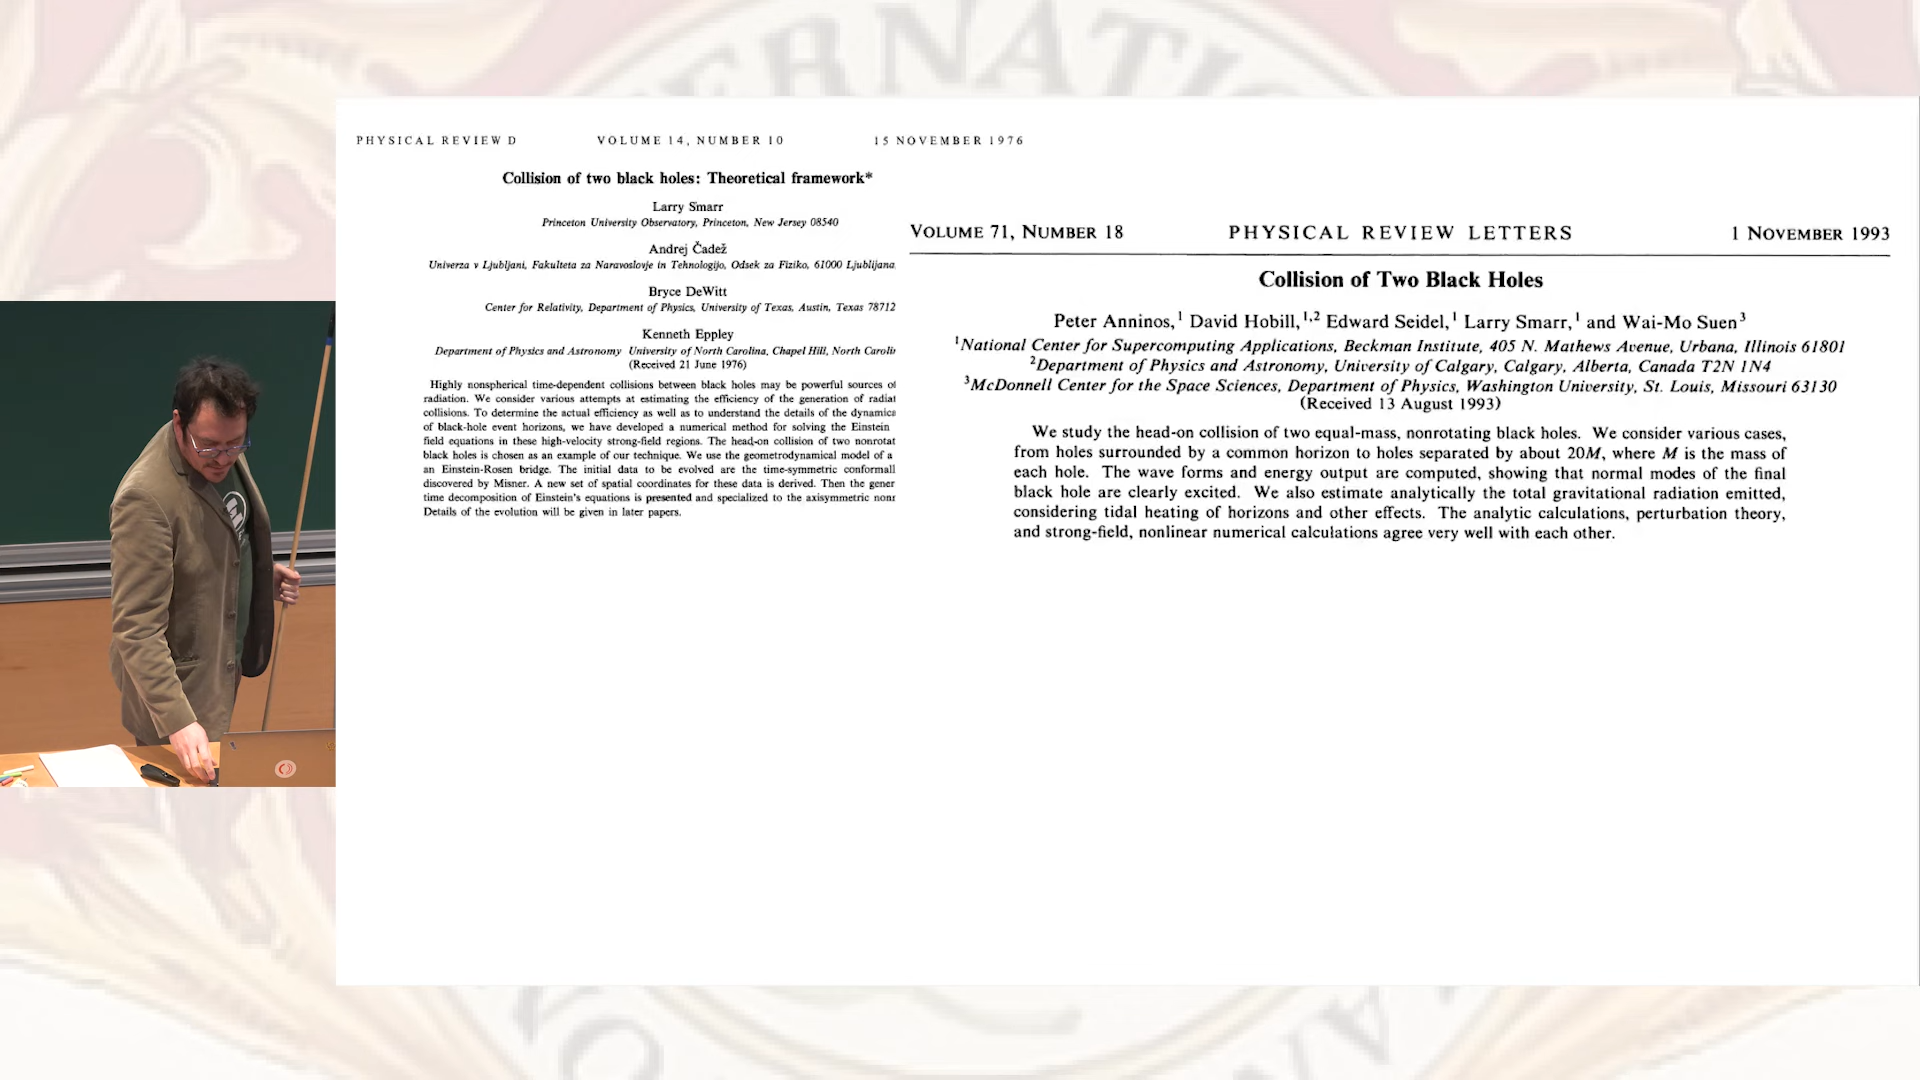 ERNATIO
PHYSICAL REVIEW D VOLUME 14, NUMBER 10 15 NOVEMBER 1976
Collision of two black holes: Theoretical framework*
Larry Smarr
Princeton University Observatory, Princeton, New Jersey 08540
Andrej Čadež
Univerza v Ljubljani, Fakulteta za Naravoslovje in Tehnologijo, Odsek za Fiziko, 61000 Ljubljana,
Bryce DeWitt
Center for Relativity, Department of Physics, University of Texas, Austin, Texas 78712
Kenneth Eppley
Department of Physics and Astronomy University of North Carolina, Chapel Hill, North Caroli
(Received 21 June 1976)
Highly nonspherical time-dependent collisions between black holes may be powerful sources of
radiation. We consider various attempts at estimating the efficiency of the generation of radiat
collisions. To determine the actual efficiency as well as to understand the details of the dynamics
of black-hole event horizons, we have developed a numerical method for solving the Einstein
field equations in these high-velocity strong-field regions. The head-on collision of two nonrotat
black holes is chosen as an example of our technique. We use the geometrodynamical model of a
an Einstein-Rosen bridge. The initial data to be evolved are the time-symmetric conformall
discovered by Misner. A new set of spatial coordinates for these data is derived. Then the gener
time decomposition of Einstein's equations is presented and specialized to the axisymmetric nonr
Details of the evolution will be given in later papers.
VOLUME 71, NUMBER 18 PHYSICAL REVIEW LETTERS 1 NOVEMBER 1993
Collision of Two Black Holes
Peter Anninos,1 David Hobill,1,2 Edward Seidel,1 Larry Smarr,1 and Wai-Mo Suen3
1National Center for Supercomputing Applications, Beckman Institute, 405 N. Mathews Avenue, Urbana, Illinois 61801
2Department of Physics and Astronomy, University of Calgary, Calgary, Alberta, Canada T2N 1N4
3McDonnell Center for the Space Sciences, Department of Physics, Washington University, St. Louis, Missouri 63130
(Received 13 August 1993)
We study the head-on collision of two equal-mass, nonrotating black holes. We consider various cases,
from holes surrounded by a common horizon to holes separated by about 20M, where M is the mass of
each hole. The wave forms and energy output are computed, showing that normal modes of the final
black hole are clearly excited. We also estimate analytically the total gravitational radiation emitted,
considering tidal heating of horizons and other effects. The analytic calculations, perturbation theory,
and strong-field, nonlinear numerical calculations agree very well with each other.